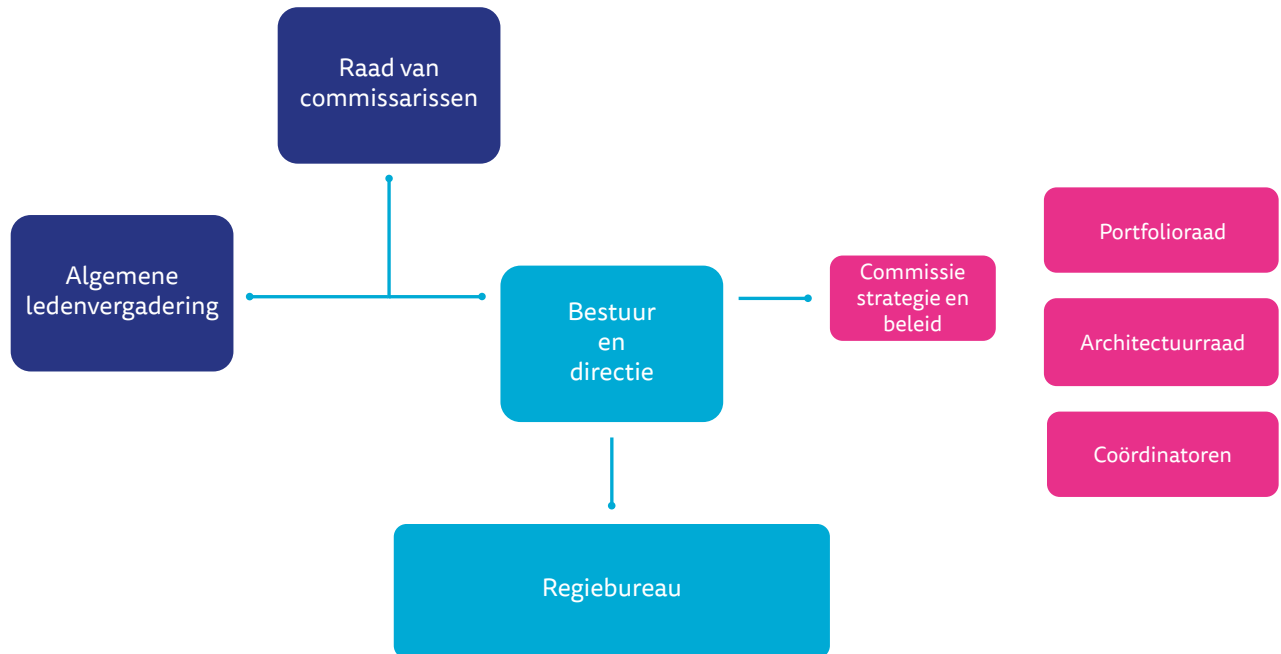 Raad van
commissarissen
Algemene
ledenvergadering
Bestuur
en
directie
Commissie
strategie en
beleid
Portfolioraad
Architectuurraad
Coördinatoren
Regiebureau